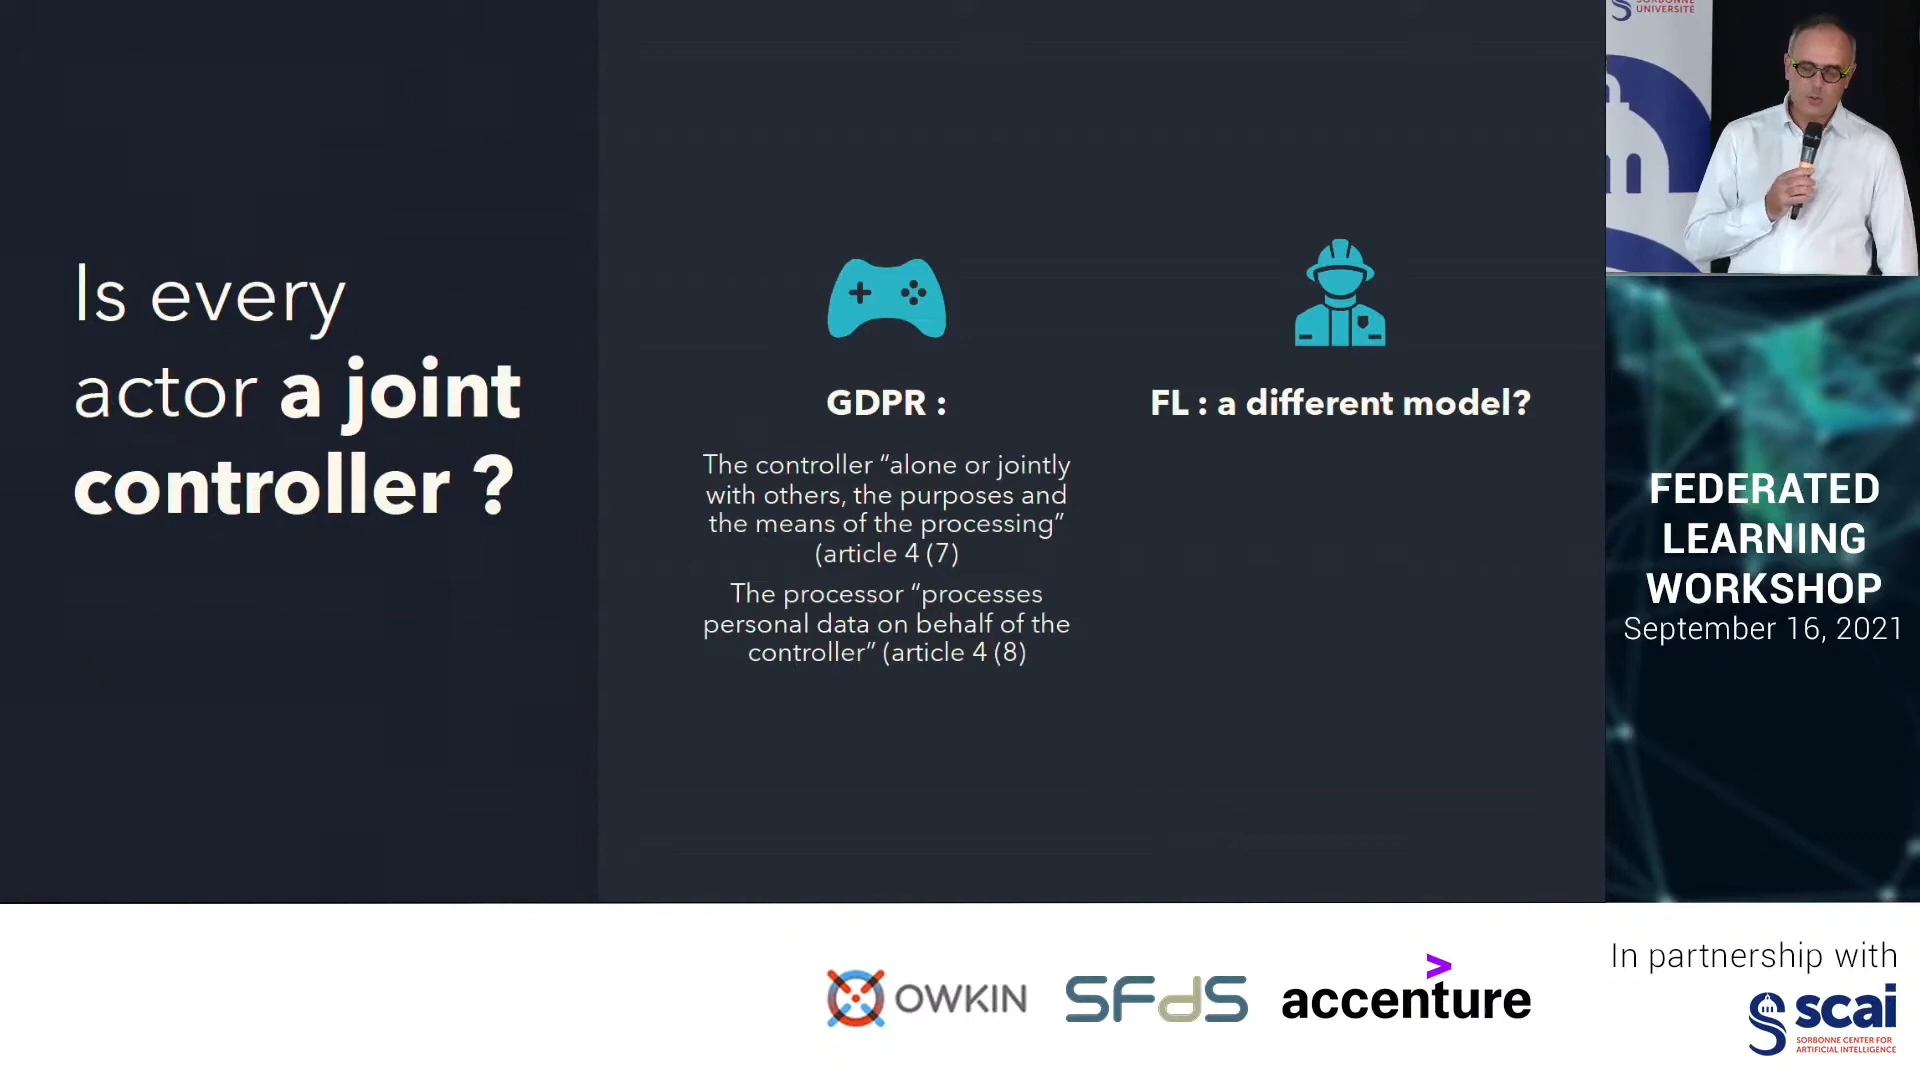 Is every
actor a joint
controller ?
GDPR :
The controller “alone or jointly
with others, the purposes and
the means of the processing”
(article 4 (7)
The processor “processes
personal data on behalf of the
controller” (article 4 (8)
FL : a different model?
SORBONNE
UNIVERSITÉ
FEDERATED
LEARNING
WORKSHOP
September 16, 2021
OWKIN
SFdS
accenture
In partnership with
scai
SORBONNE CENTER FOR
ARTIFICIAL INTELLIGENCE